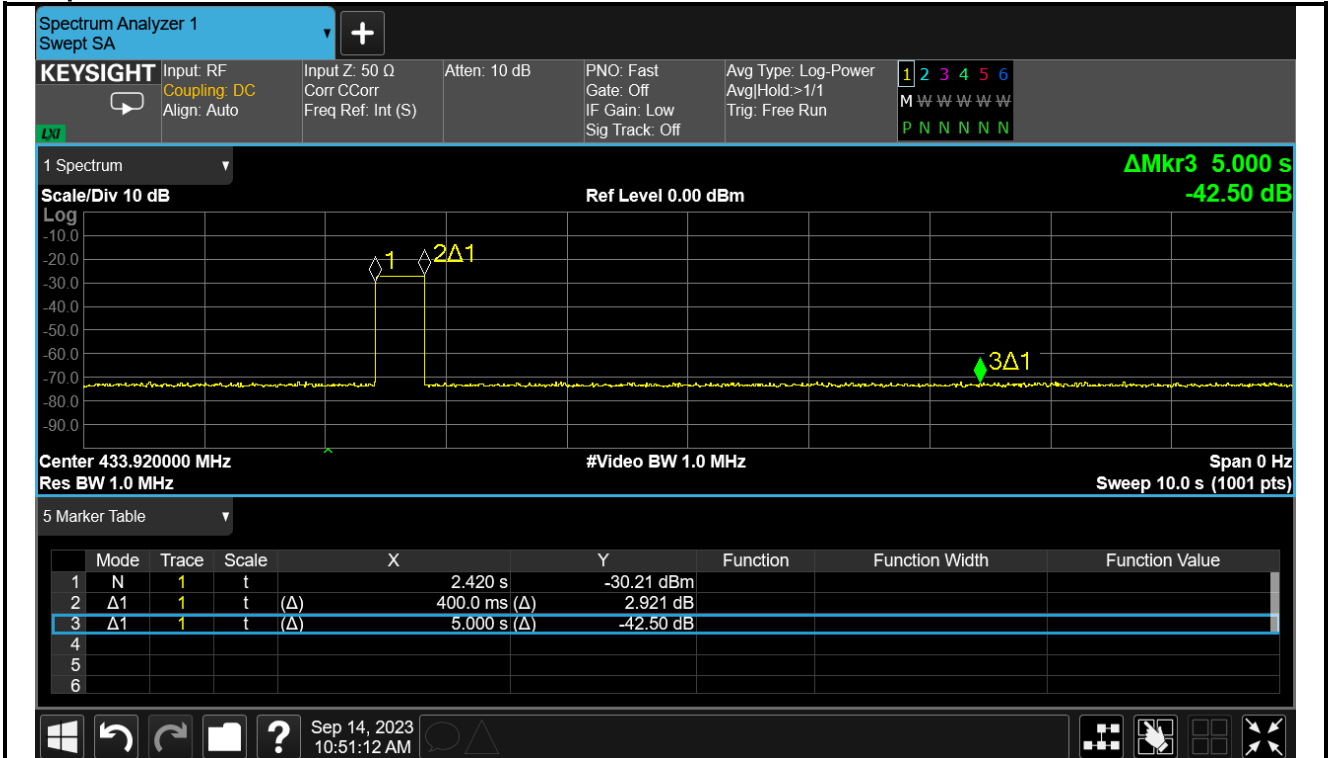 Spectrum Analyzer 1
Swept SA
+
KEYSIGHT
LXI
Input: RF
Coupling: DC
Align: Auto
Input Z: 50 Ω
Corr CCorr
Freq Ref: Int (S)
Atten: 10 dB
PNO: Fast
Gate: Off
IF Gain: Low
Sig Track: Off
Avg Type: Log-Power
Avg|Hold:>1/1
Trig: Free Run
1 2 3 4 5 6
M W W W W W
P N N N N N
1 Spectrum
ΔMkr3 5.000 s
-42.50 dB
Scale/Div 10 dB
Ref Level 0.00 dBm
Log
-10.0
-20.0
-30.0
-40.0
-50.0
-60.0
-70.0
-80.0
-90.0
1
2Δ1
3Δ1
Center 433.920000 MHz
#Video BW 1.0 MHz
Span 0 Hz
Res BW 1.0 MHz
Sweep 10.0 s (1001 pts)
5 Marker Table
Mode Trace Scale X Y Function Function Width Function Value
1 N 1 t 2.420 s -30.21 dBm
2 Δ1 1 t (Δ) 400.0 ms (Δ) 2.921 dB
3 Δ1 1 t (Δ) 5.000 s (Δ) -42.50 dB
4
5
6
?
Sep 14, 2023
10:51:12 AM